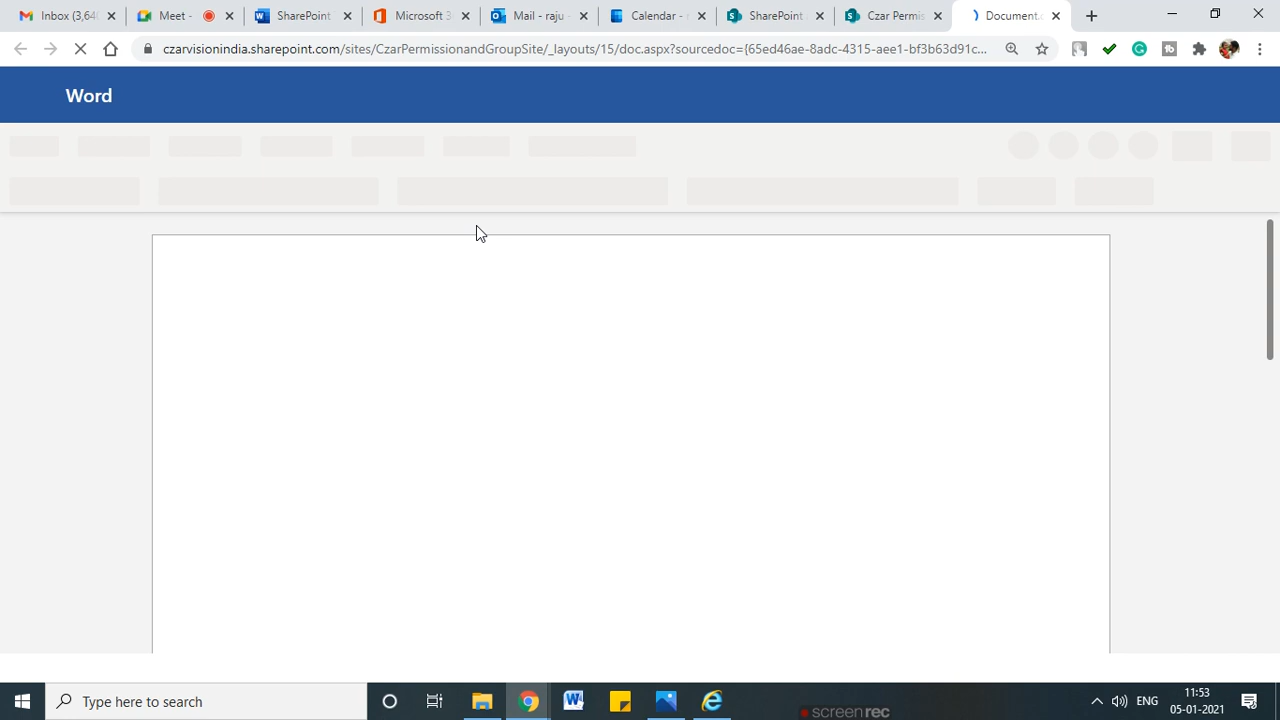 Inbox (3,64
Meet -
SharePoint
Microsoft 3
Mail - raju -
Calendar - r
SharePoint
Czar Permis
Document.
czarvisionindia.sharepoint.com/sites/CzarPermissionandGroupSite/_layouts/15/doc.aspx?sourcedoc={65ed46ae-8adc-4315-aee1-bf3b63d91c...
Word
Type here to search
screenrec
ENG
11:53
05-01-2021